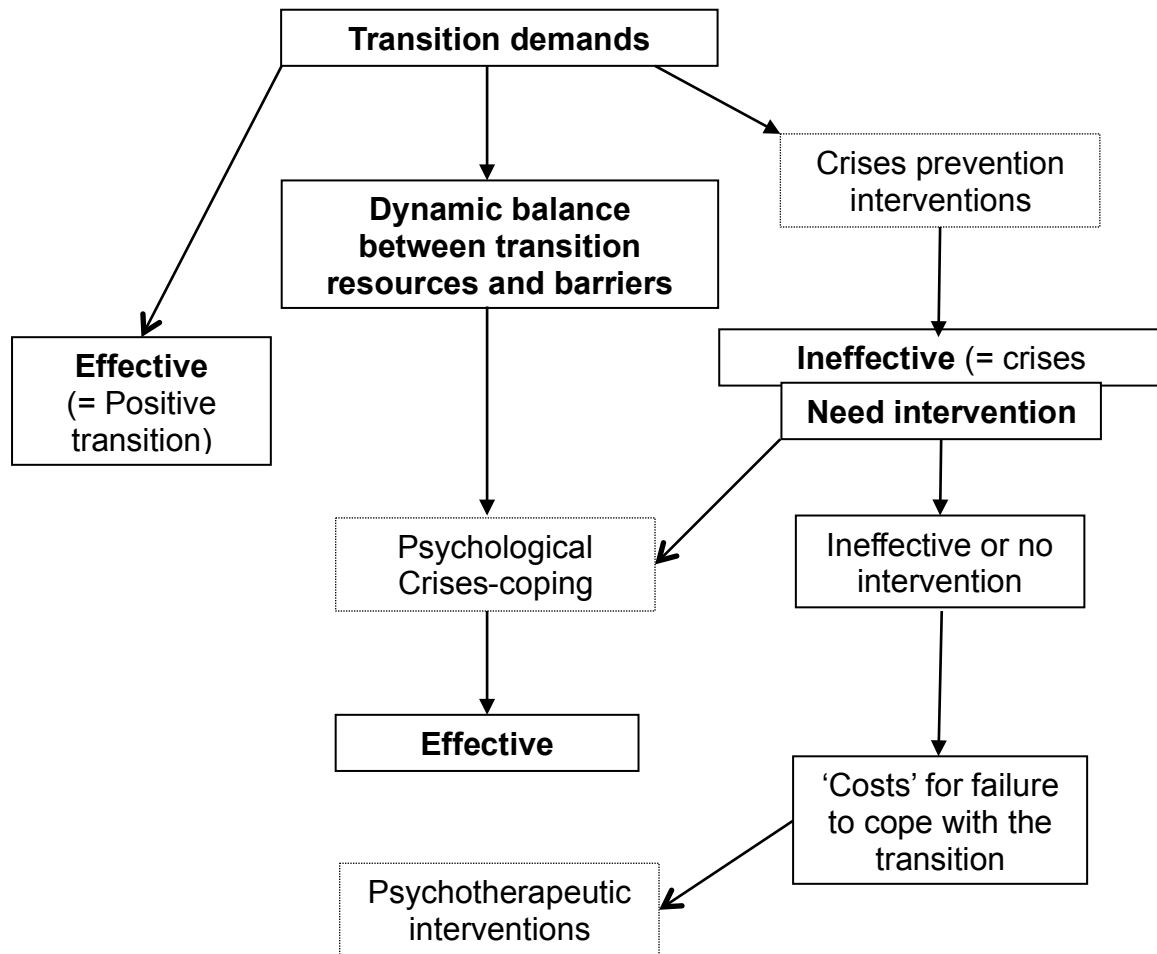 Transition demands
Crises prevention
interventions
Dynamic balance
between transition
resources and barriers
Effective
(= Positive
transition)
Ineffective (= crises
Need intervention
Psychological
Crises-coping
Ineffective or no
intervention
Effective
‘Costs’ for failure
to cope with the
transition
Psychotherapeutic
interventions